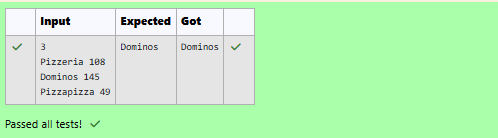 Input Expected Got
3 Dominos Dominos
Pizzeria 108
Dominos 145
Pizzapizza 49
Passed all tests!